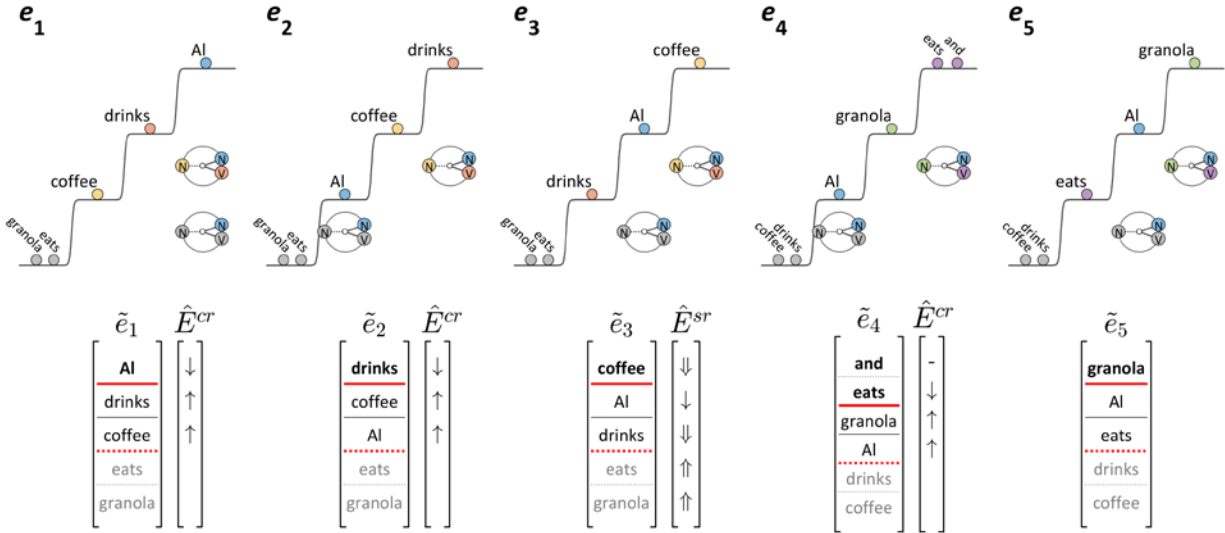 e1 e2 e3 e4 e5
Al
drinks
coffee
granola
eats
N N V
N N V
drinks
coffee
Al
granola
eats
N N V
N N V
coffee
Al
drinks
granola
eats
N N V
N N V
eats
and
granola
Al
coffee
drinks
N N V
N N V
granola
Al
eats
coffee
drinks
N N V
N N V
ẽ1 Ê^cr
Al ↓
drinks ↑
coffee ↑
eats
granola
ẽ2 Ê^cr
drinks ↓
coffee ↑
Al ↑
eats
granola
ẽ3 Ê^sr
coffee ⇓
Al ↓
drinks ⇓
eats ⇑
granola ⇑
ẽ4 Ê^cr
and -
eats ↓
granola ↑
Al ↑
drinks
coffee
ẽ5
granola
Al
eats
drinks
coffee